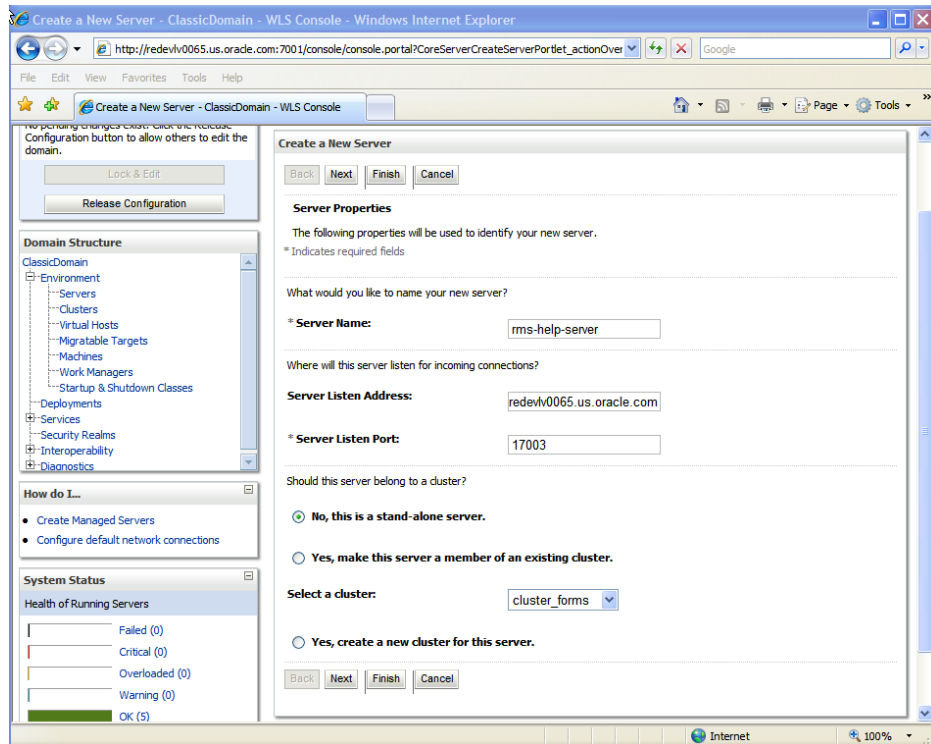 Create a New Server - ClassicDomain - WLS Console - Windows Internet Explorer
http://redevlv0065.us.oracle.com:7001/console/console.portal?CoreServerCreateServerPortlet_actionOver
Google
File Edit View Favorites Tools Help
Create a New Server - ClassicDomain - WLS Console
Page
Tools
»
No pending changes exist. Click the Release
Configuration button to allow others to edit the
domain.
Lock & Edit
Release Configuration
Domain Structure
ClassicDomain
Environment
Servers
Clusters
Virtual Hosts
Migratable Targets
Machines
Work Managers
Startup & Shutdown Classes
Deployments
Services
Security Realms
Interoperability
Diagnostics
How do I...
Create Managed Servers
Configure default network connections
System Status
Health of Running Servers
Failed (0)
Critical (0)
Overloaded (0)
Warning (0)
OK (5)
Create a New Server
Back Next Finish Cancel
Server Properties
The following properties will be used to identify your new server.
* Indicates required fields
What would you like to name your new server?
* Server Name: rms-help-server
Where will this server listen for incoming connections?
Server Listen Address: redevlv0065.us.oracle.com
* Server Listen Port: 17003
Should this server belong to a cluster?
No, this is a stand-alone server.
Yes, make this server a member of an existing cluster.
Select a cluster: cluster_forms
Yes, create a new cluster for this server.
Back Next Finish Cancel
Internet
100%